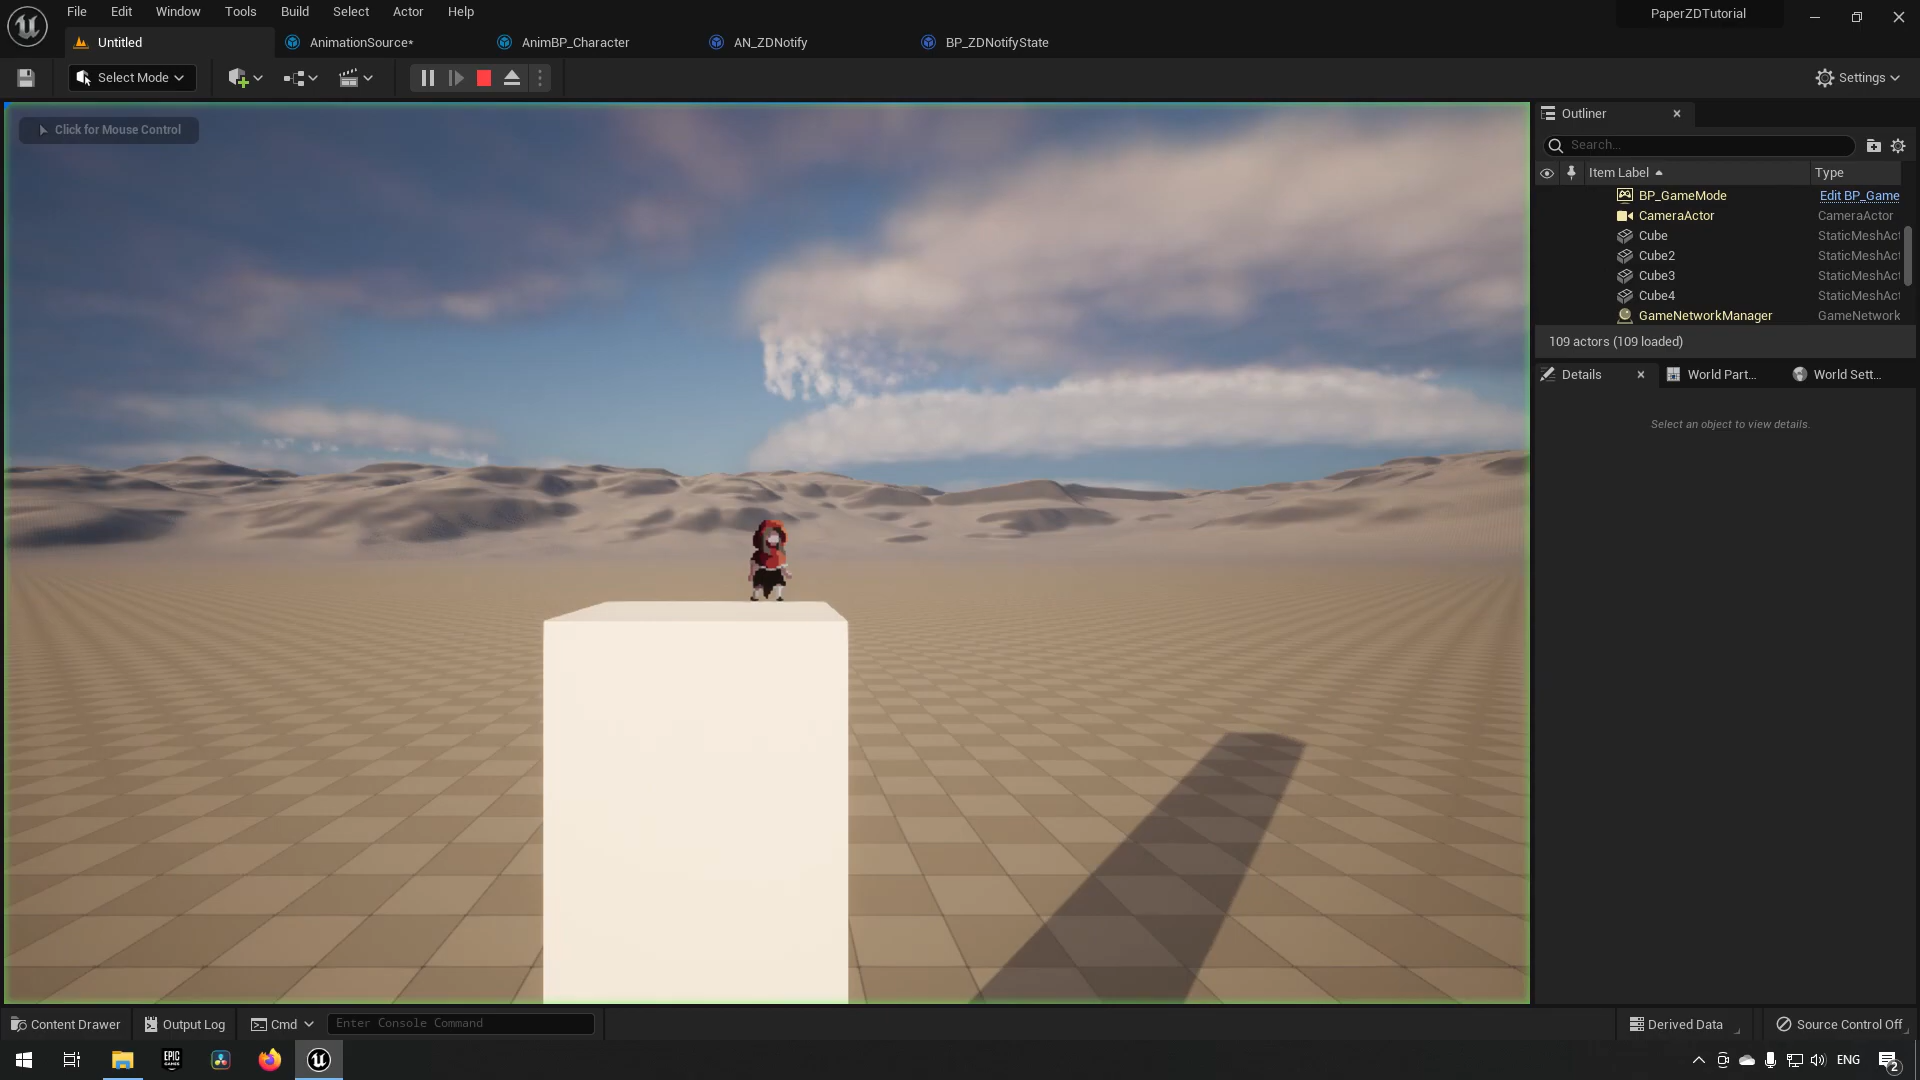 File Edit Window Tools Build Select Actor Help
PaperZDTutorial
Untitled AnimationSource* AnimBP_Character AN_ZDNotify BP_ZDNotifyState
Select Mode Settings
Click for Mouse Control
Outliner
Search...
Item Label Type
BP_GameMode Edit BP_Game
CameraActor CameraActor
Cube StaticMeshAct
Cube2 StaticMeshAct
Cube3 StaticMeshAct
Cube4 StaticMeshAct
GameNetworkManager GameNetwork
109 actors (109 loaded)
Details World Part... World Sett...
Select an object to view details.
Content Drawer Output Log Cmd Enter Console Command Derived Data Source Control Off
EPIC GAMES ENG 2